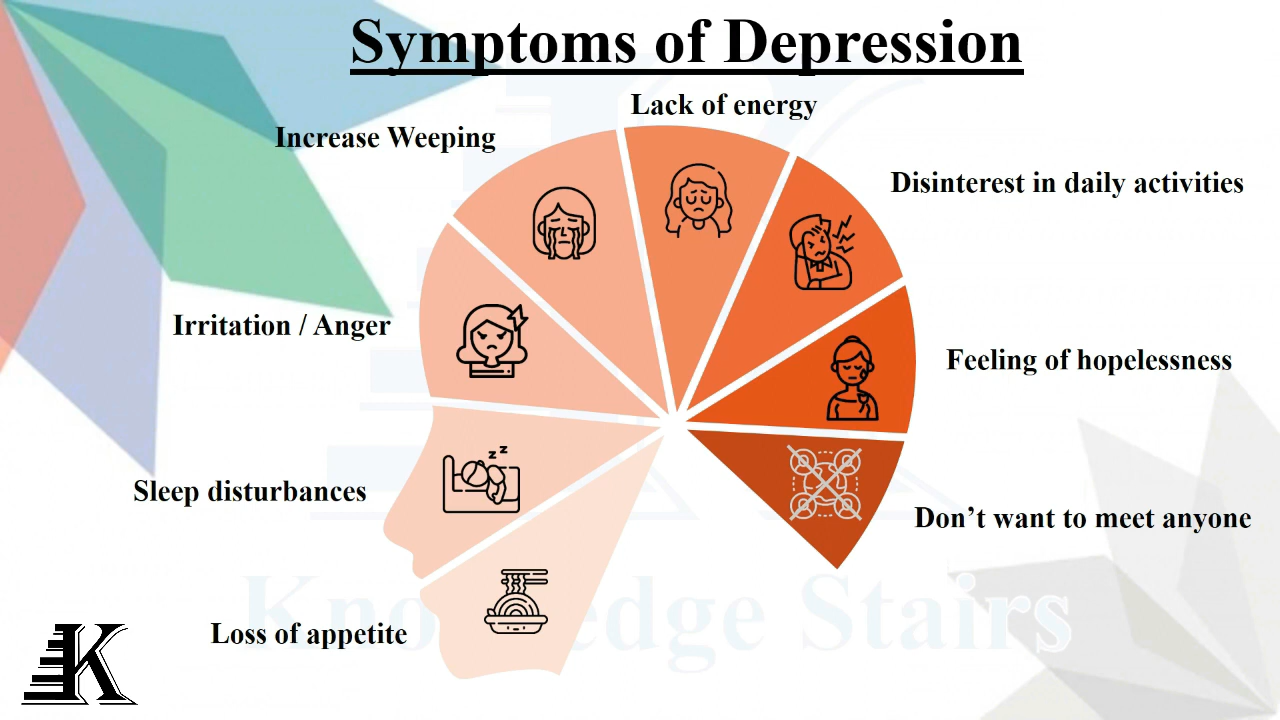 Symptoms of Depression
Lack of energy
Increase Weeping
Disinterest in daily activities
Irritation / Anger
Feeling of hopelessness
Sleep disturbances
Don't want to meet anyone
Loss of appetite
Knowledge Stairs
K
z z